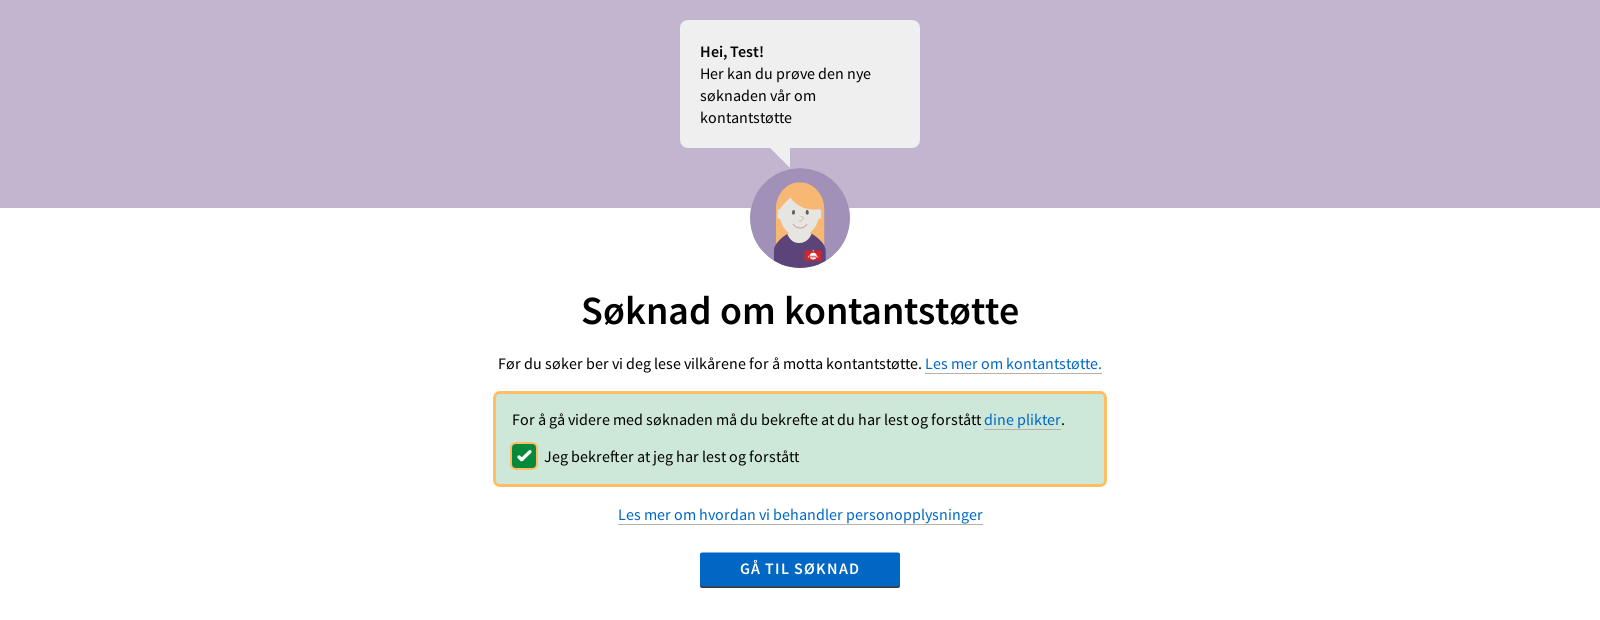 Hei, Test!
Her kan du prøve den nye
søknaden vår om
kontantstøtte
Søknad om kontantstøtte
Før du søker ber vi deg lese vilkårene for å motta kontantstøtte. Les mer om kontantstøtte.
For å gå videre med søknaden må du bekrefte at du har lest og forstått dine plikter.
Jeg bekrefter at jeg har lest og forstått
Les mer om hvordan vi behandler personopplysninger
GÅ TIL SØKNAD